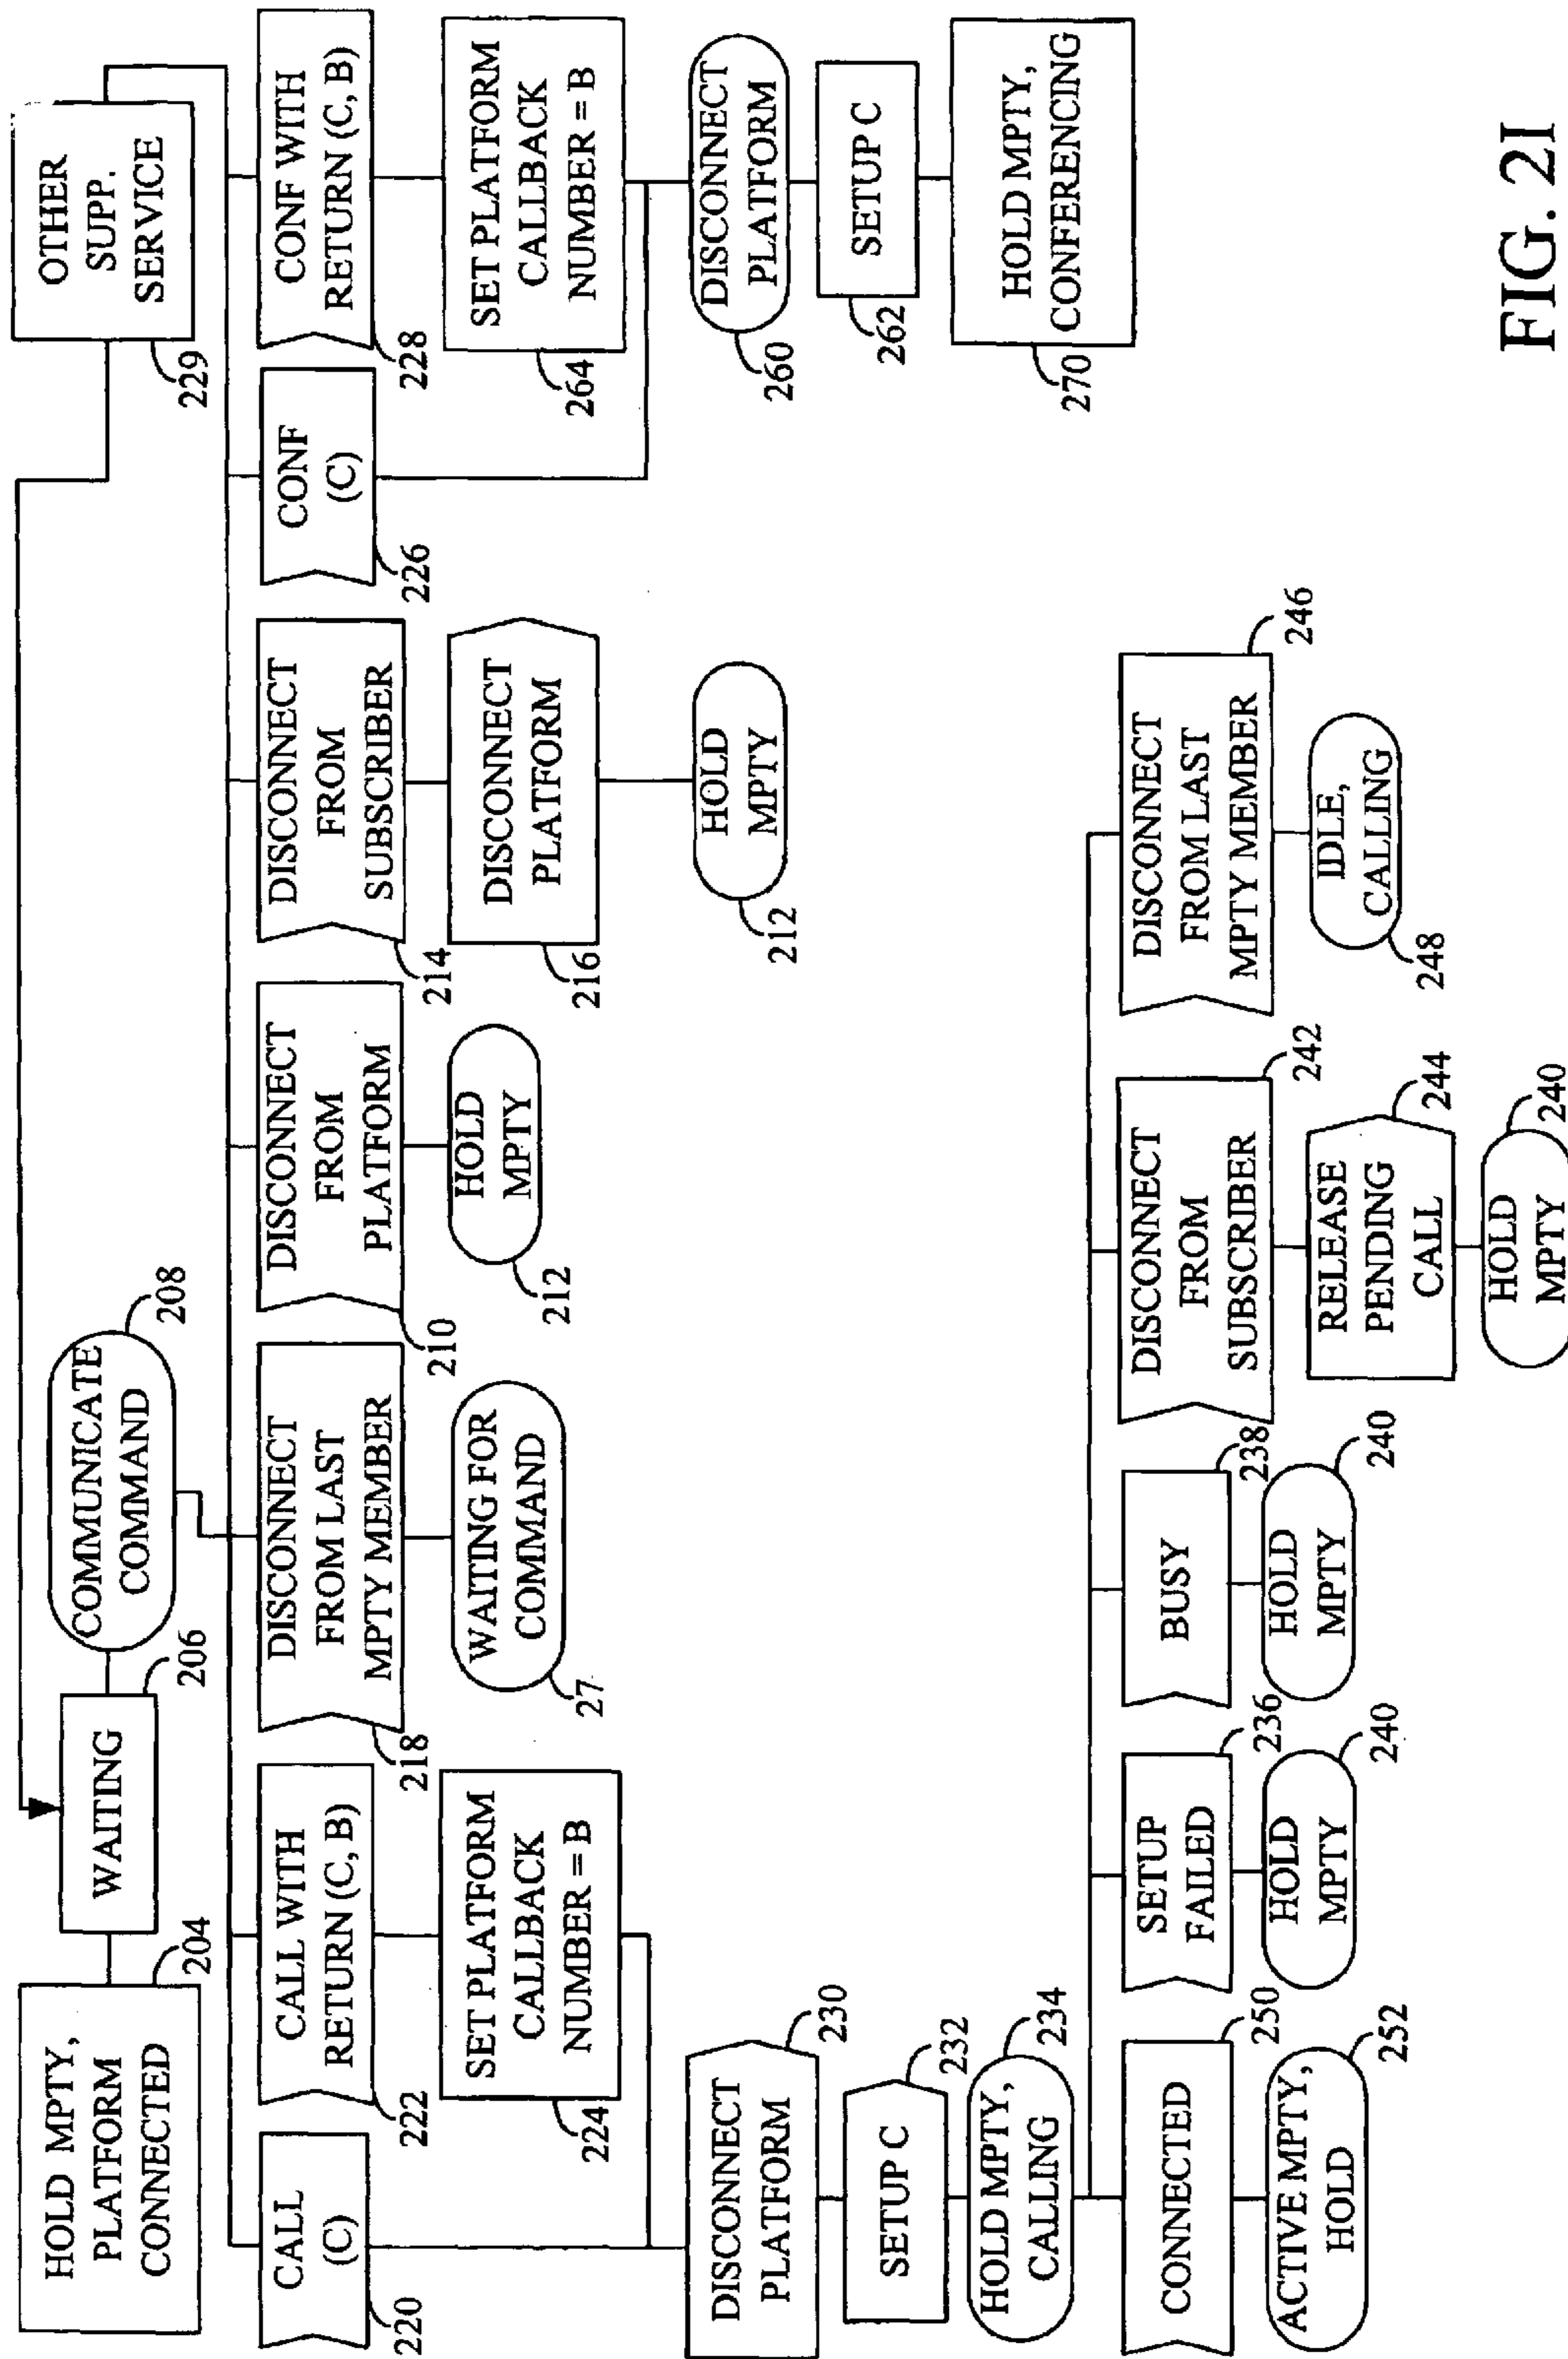 HOLD MPTY,
PLATFORM
CONNECTED
204
WAITING
206
COMMUNICATE
COMMAND
208
OTHER
SUPP.
SERVICE
229
CALL
(C)
220
CALL WITH
RETURN (C, B)
222
DISCONNECT
FROM LAST
MPTY MEMBER
218
DISCONNECT
FROM
PLATFORM
210
DISCONNECT
FROM
SUBSCRIBER
214
CONF
(C)
226
CONF WITH
RETURN (C, B)
228
SET PLATFORM
CALLBACK
NUMBER = B
224
WAITING FOR
COMMAND
27
HOLD
MPTY
212
DISCONNECT
PLATFORM
216
SET PLATFORM
CALLBACK
NUMBER = B
264
DISCONNECT
PLATFORM
230
HOLD
MPTY
212
DISCONNECT
PLATFORM
260
SETUP C
232
SETUP C
262
HOLD MPTY,
CALLING
234
HOLD MPTY,
CONFERENCING
270
CONNECTED
250
SETUP
FAILED
236
BUSY
238
DISCONNECT
FROM
SUBSCRIBER
242
DISCONNECT
FROM LAST
MPTY MEMBER
246
ACTIVE MPTY,
HOLD
252
HOLD
MPTY
240
HOLD
MPTY
240
RELEASE
PENDING
CALL
244
IDLE,
CALLING
248
HOLD
MPTY
240
FIG. 2I